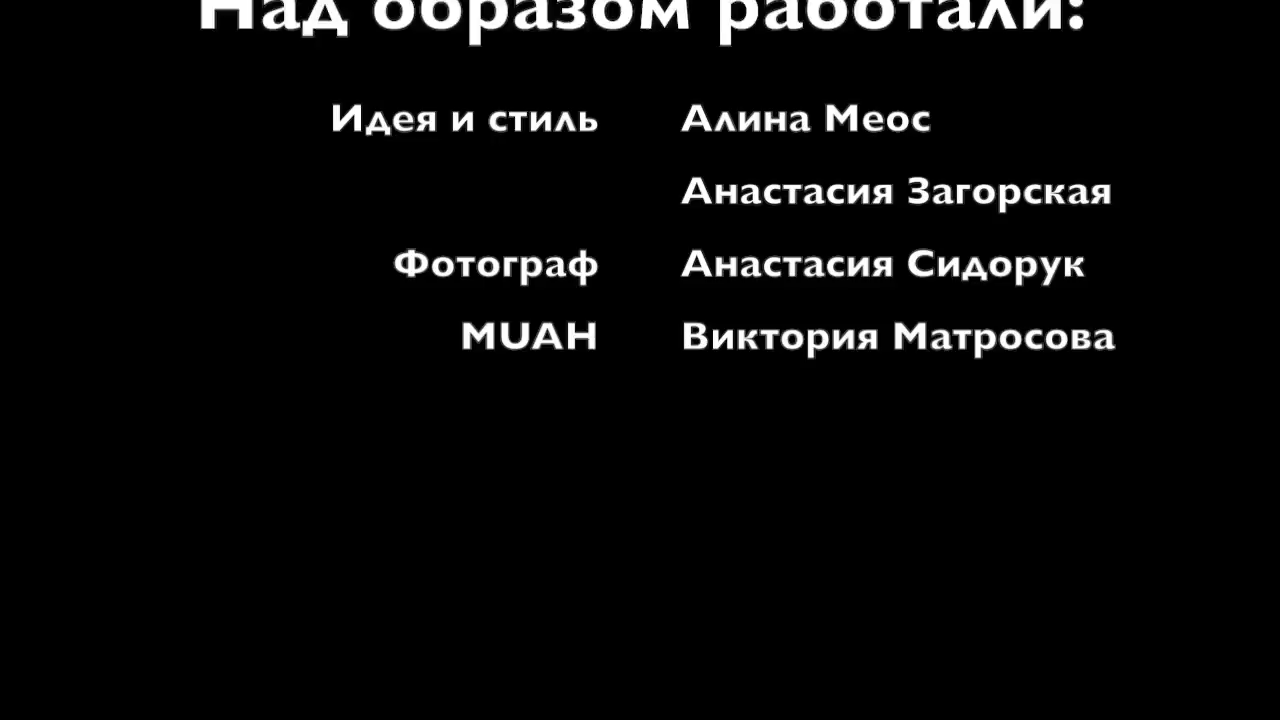 Над образом работали:
Идея и стиль Алина Меос
Анастасия Загорская
Фотограф Анастасия Сидорук
MUAH Виктория Матросова